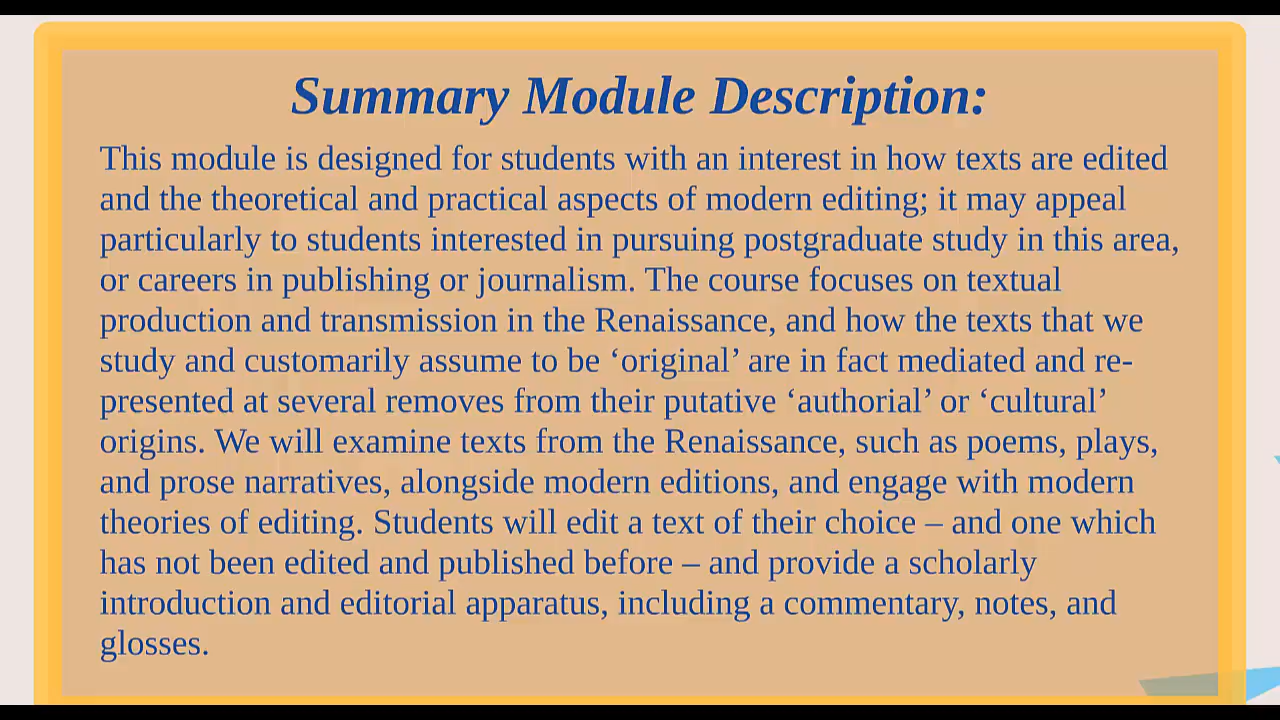 Summary Module Description:
This module is designed for students with an interest in how texts are edited
and the theoretical and practical aspects of modern editing; it may appeal
particularly to students interested in pursuing postgraduate study in this area,
or careers in publishing or journalism. The course focuses on textual
production and transmission in the Renaissance, and how the texts that we
study and customarily assume to be ‘original’ are in fact mediated and re-
presented at several removes from their putative ‘authorial’ or ‘cultural’
origins. We will examine texts from the Renaissance, such as poems, plays,
and prose narratives, alongside modern editions, and engage with modern
theories of editing. Students will edit a text of their choice – and one which
has not been edited and published before – and provide a scholarly
introduction and editorial apparatus, including a commentary, notes, and
glosses.